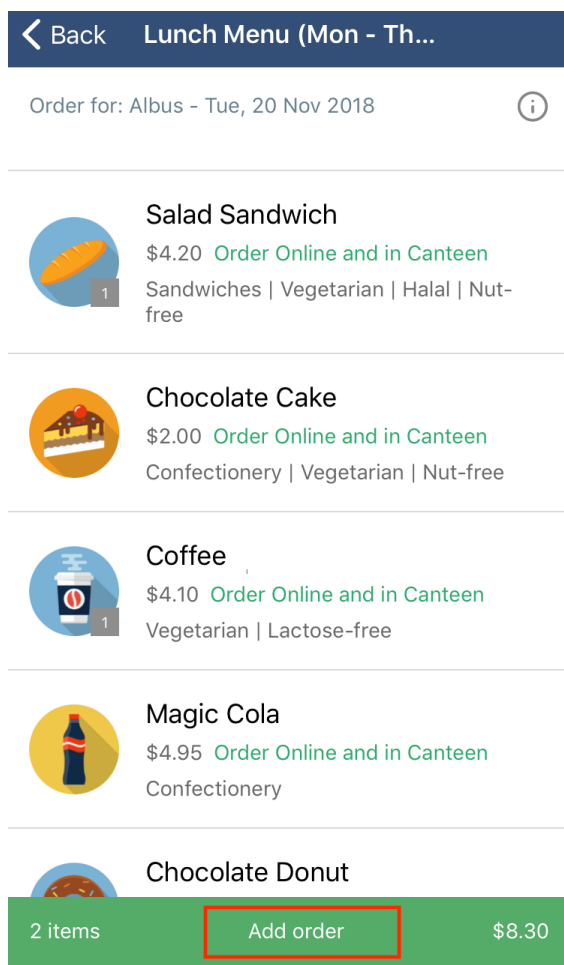 Back Lunch Menu (Mon - Th...
Order for: Albus - Tue, 20 Nov 2018
i
Salad Sandwich
$4.20 Order Online and in Canteen
Sandwiches | Vegetarian | Halal | Nut-
free
1
Chocolate Cake
$2.00 Order Online and in Canteen
Confectionery | Vegetarian | Nut-free
Coffee
$4.10 Order Online and in Canteen
1
Vegetarian | Lactose-free
Magic Cola
$4.95 Order Online and in Canteen
Confectionery
Chocolate Donut
2 items Add order $8.30